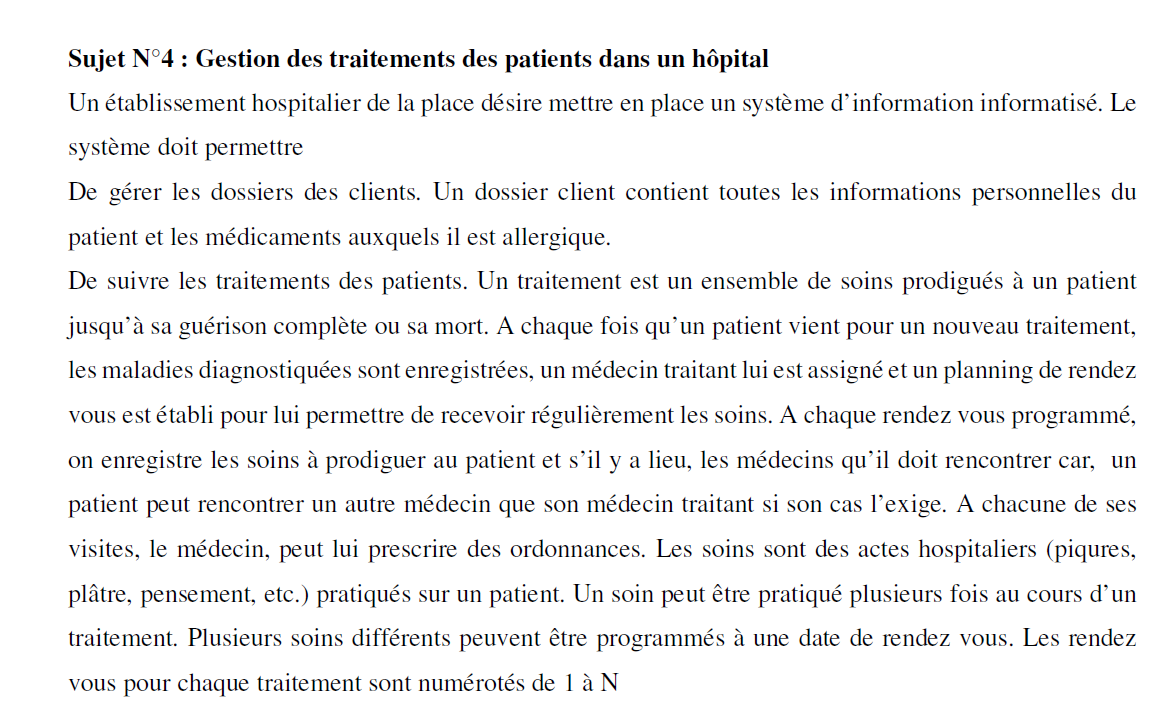 Sujet N°4 : Gestion des traitements des patients dans un hôpital
Un établissement hospitalier de la place désire mettre en place un système d'information informatisé. Le
système doit permettre
De gérer les dossiers des clients. Un dossier client contient toutes les informations personnelles du
patient et les médicaments auxquels il est allergique.
De suivre les traitements des patients. Un traitement est un ensemble de soins prodigués à un patient
jusqu'à sa guérison complète ou sa mort. A chaque fois qu'un patient vient pour un nouveau traitement,
les maladies diagnostiquées sont enregistrées, un médecin traitant lui est assigné et un planning de rendez
vous est établi pour lui permettre de recevoir régulièrement les soins. A chaque rendez vous programmé,
on enregistre les soins à prodiguer au patient et s'il y a lieu, les médecins qu'il doit rencontrer car, un
patient peut rencontrer un autre médecin que son médecin traitant si son cas l'exige. A chacune de ses
visites, le médecin, peut lui prescrire des ordonnances. Les soins sont des actes hospitaliers (piqures,
plâtre, pensement, etc.) pratiqués sur un patient. Un soin peut être pratiqué plusieurs fois au cours d'un
traitement. Plusieurs soins différents peuvent être programmés à une date de rendez vous. Les rendez
vous pour chaque traitement sont numérotés de 1 à N